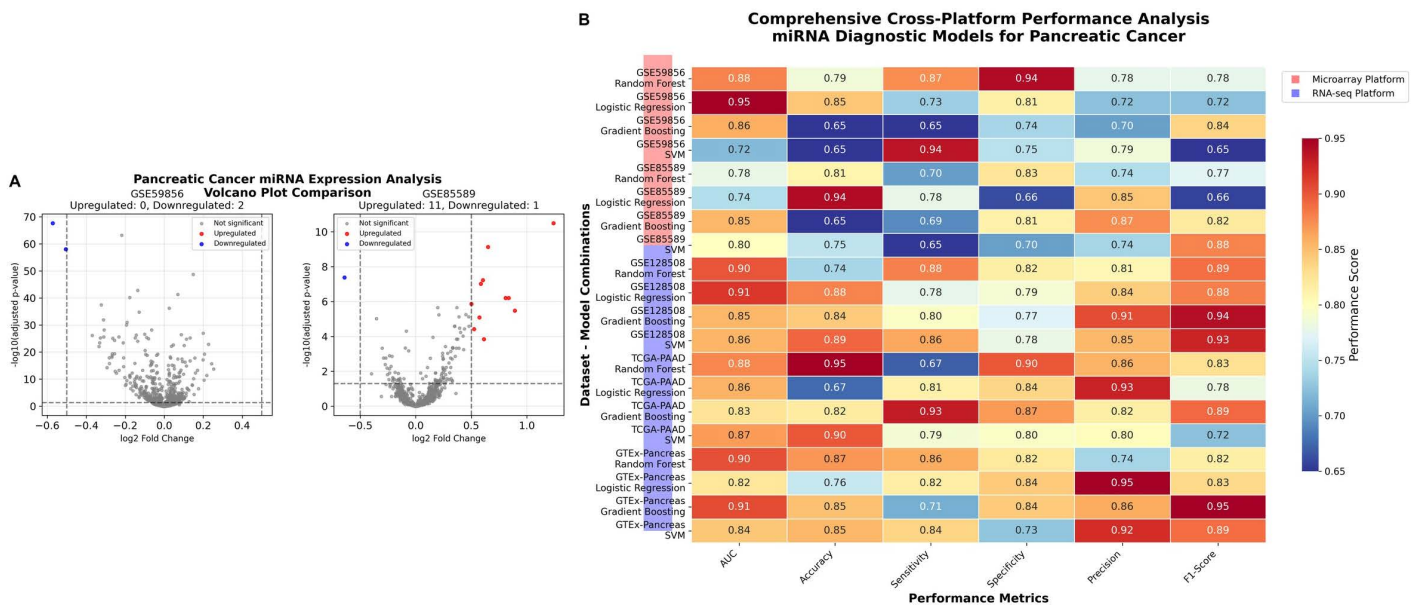 A
Pancreatic Cancer miRNA Expression Analysis
Volcano Plot Comparison
GSE59856
Upregulated: 0, Downregulated: 2
Not significant
Upregulated
Downregulated
70
60
50
40
30
20
10
0
-log10(adjusted p-value)
−0.6
−0.4
−0.2
0.0
0.2
0.4
log2 Fold Change
GSE85589
Upregulated: 11, Downregulated: 1
Not significant
Upregulated
Downregulated
10
8
6
4
2
0
-log10(adjusted p-value)
−0.5
0.0
0.5
1.0
log2 Fold Change
B
Comprehensive Cross-Platform Performance Analysis
miRNA Diagnostic Models for Pancreatic Cancer
Dataset - Model Combinations
GSE59856
Random Forest
0.88 0.79 0.87 0.94 0.78 0.78
GSE59856
Logistic Regression
0.95 0.85 0.73 0.81 0.72 0.72
GSE59856
Gradient Boosting
0.86 0.65 0.65 0.74 0.70 0.84
GSE59856
SVM
0.72 0.65 0.94 0.75 0.79 0.65
GSE85589
Random Forest
0.78 0.81 0.70 0.83 0.74 0.77
GSE85589
Logistic Regression
0.74 0.94 0.78 0.66 0.85 0.66
GSE85589
Gradient Boosting
0.85 0.65 0.69 0.81 0.87 0.82
GSE85589
SVM
0.80 0.75 0.65 0.70 0.74 0.88
GSE128508
Random Forest
0.90 0.74 0.88 0.82 0.81 0.89
GSE128508
Logistic Regression
0.91 0.88 0.78 0.79 0.84 0.88
GSE128508
Gradient Boosting
0.85 0.84 0.80 0.77 0.91 0.94
GSE128508
SVM
0.85 0.89 0.86 0.78 0.85 0.93
TCGA-PAAD
Random Forest
0.88 0.95 0.67 0.90 0.86 0.83
TCGA-PAAD
Logistic Regression
0.86 0.67 0.81 0.84 0.93 0.78
TCGA-PAAD
Gradient Boosting
0.83 0.82 0.93 0.87 0.82 0.89
TCGA-PAAD
SVM
0.87 0.90 0.79 0.80 0.80 0.72
GTEx-Pancreas
Random Forest
0.90 0.87 0.86 0.82 0.74 0.82
GTEx-Pancreas
Logistic Regression
0.82 0.76 0.82 0.84 0.95 0.83
GTEx-Pancreas
Gradient Boosting
0.91 0.85 0.71 0.84 0.86 0.95
GTEx-Pancreas
SVM
0.84 0.85 0.84 0.73 0.92 0.89
AUC
Accuracy
Sensitivity
Specificity
Precision
F1-Score
Performance Metrics
Microarray Platform
RNA-seq Platform
0.95
0.90
0.85
0.80
0.75
0.70
0.65
Performance Score